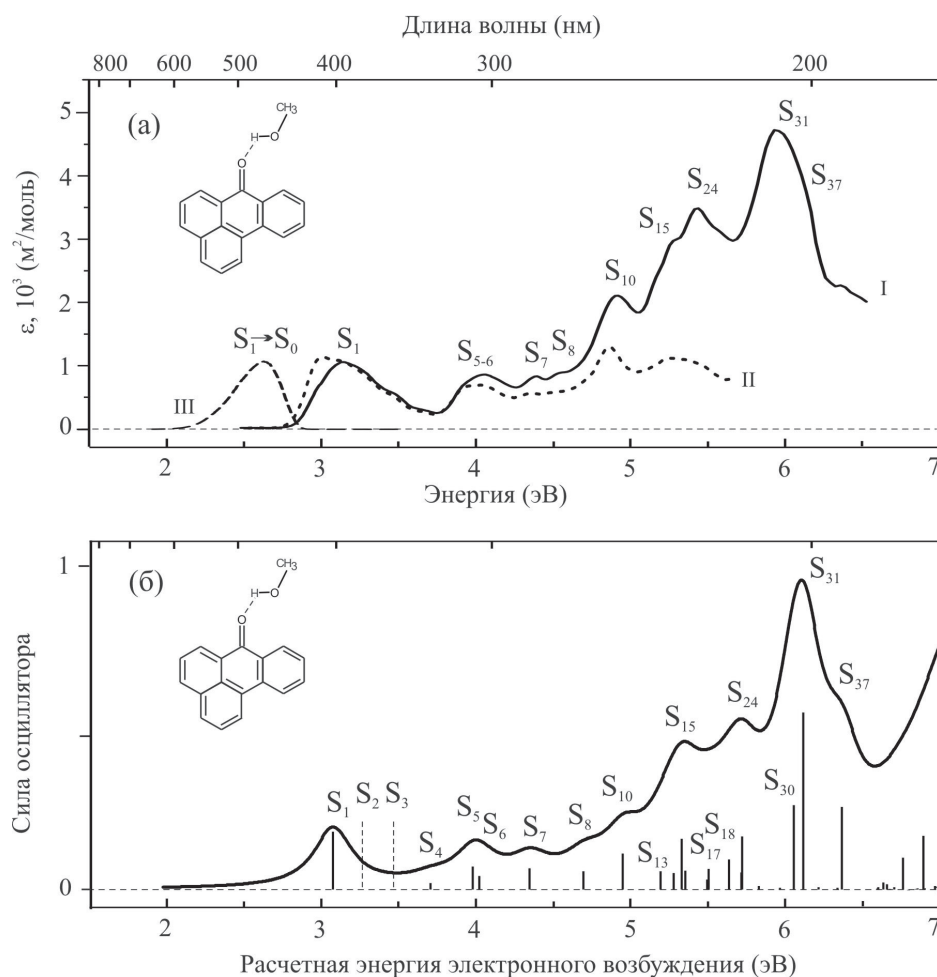 Длина волны (нм)
800 600 500 400 300 200
(а)
CH₃
H O
O
ε, 10³ (м²/моль)
5
4
3
2
1
0
S₁→S₀
S₁
S₅₋₆
S₇
S₈
S₁₀
S₁₅
S₂₄
S₃₁
S₃₇
I
II
III
2 3 4 5 6 7
Энергия (эВ)
(б)
CH₃
H O
O
Сила осциллятора
1
0
S₁
S₂
S₃
S₄
S₅
S₆
S₇
S₈
S₁₀
S₁₃
S₁₅
S₁₇
S₁₈
S₂₄
S₃₀
S₃₁
S₃₇
2 3 4 5 6 7
Расчетная энергия электронного возбуждения (эВ)